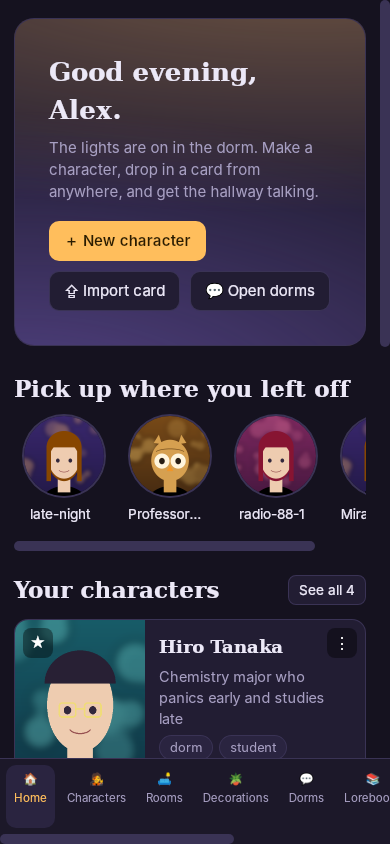 Good evening,
Alex.
The lights are on in the dorm. Make a
character, drop in a card from
anywhere, and get the hallway talking.
+ New character
Import card
Open dorms
Pick up where you left off
late-night
Professor...
radio-88-1
Mira
Your characters
See all 4
Hiro Tanaka
Chemistry major who
panics early and studies
late
dorm
student
Home
Characters
Rooms
Decorations
Dorms
Loreboo